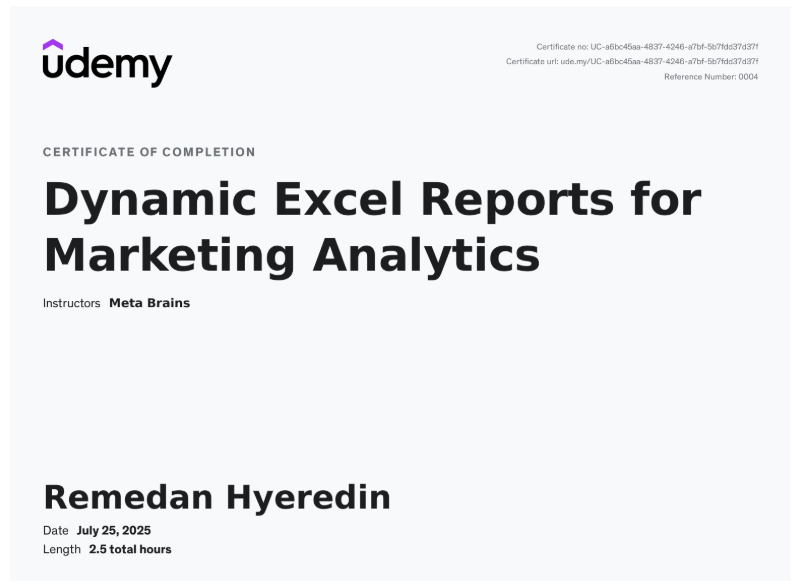 udemy
Certificate no: UC-a6bc45aa-4837-4246-a7bf-5b7fdd37d37f
Certificate url: ude.my/UC-a6bc45aa-4837-4246-a7bf-5b7fdd37d37f
Reference Number: 0004
CERTIFICATE OF COMPLETION
Dynamic Excel Reports for
Marketing Analytics
Instructors Meta Brains
Remedan Hyeredin
Date July 25, 2025
Length 2.5 total hours